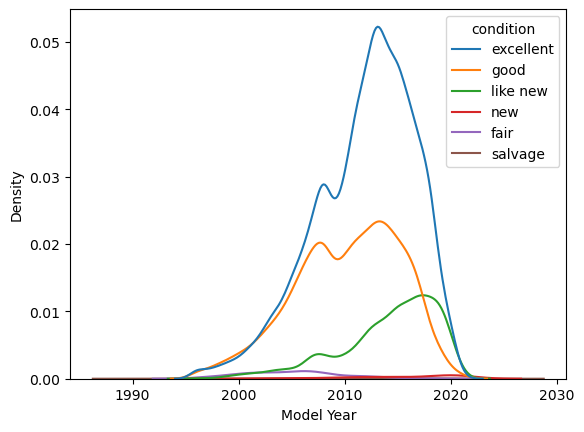 condition
excellent
good
like new
new
fair
salvage
0.05
0.04
0.03
0.02
0.01
0.00
Density
1990
2000
2010
2020
2030
Model Year